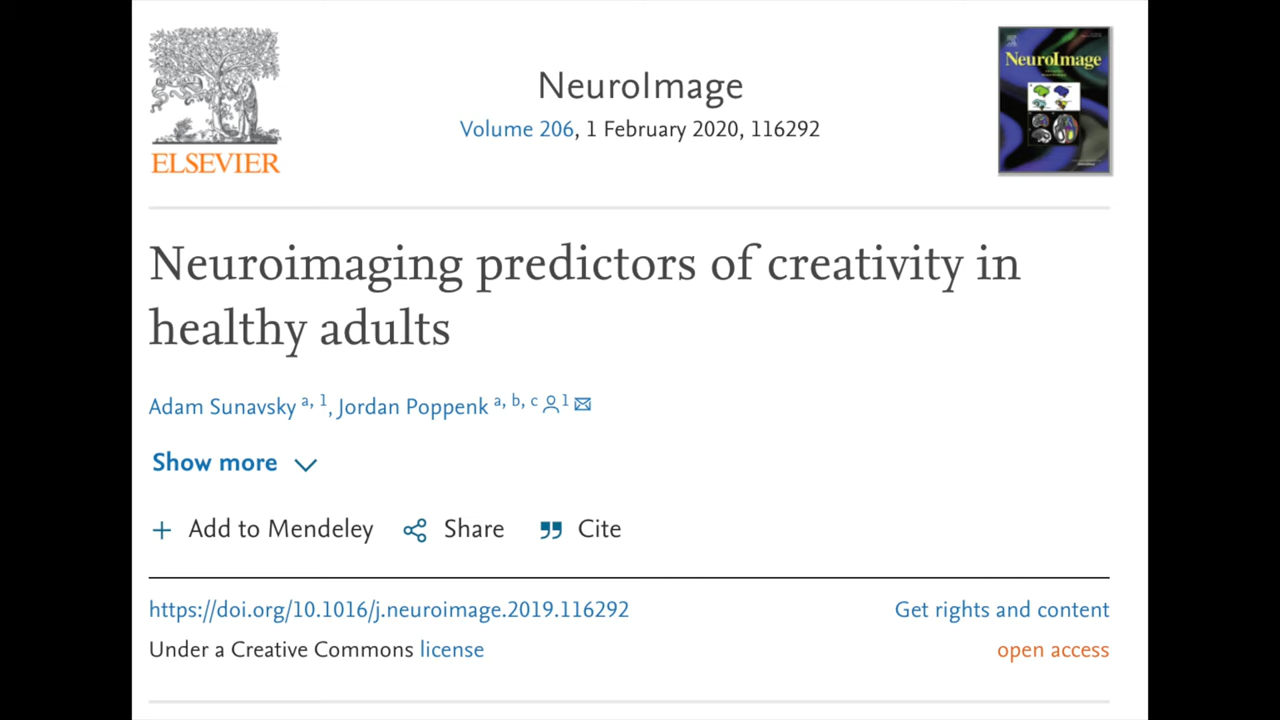 ELSEVIER
NeuroImage
Volume 206, 1 February 2020, 116292
NeuroImage
Neuroimaging predictors of creativity in
healthy adults
Adam Sunavsky a, 1, Jordan Poppenk a, b, c 1
Show more
+ Add to Mendeley Share Cite
https://doi.org/10.1016/j.neuroimage.2019.116292 Get rights and content
Under a Creative Commons license open access